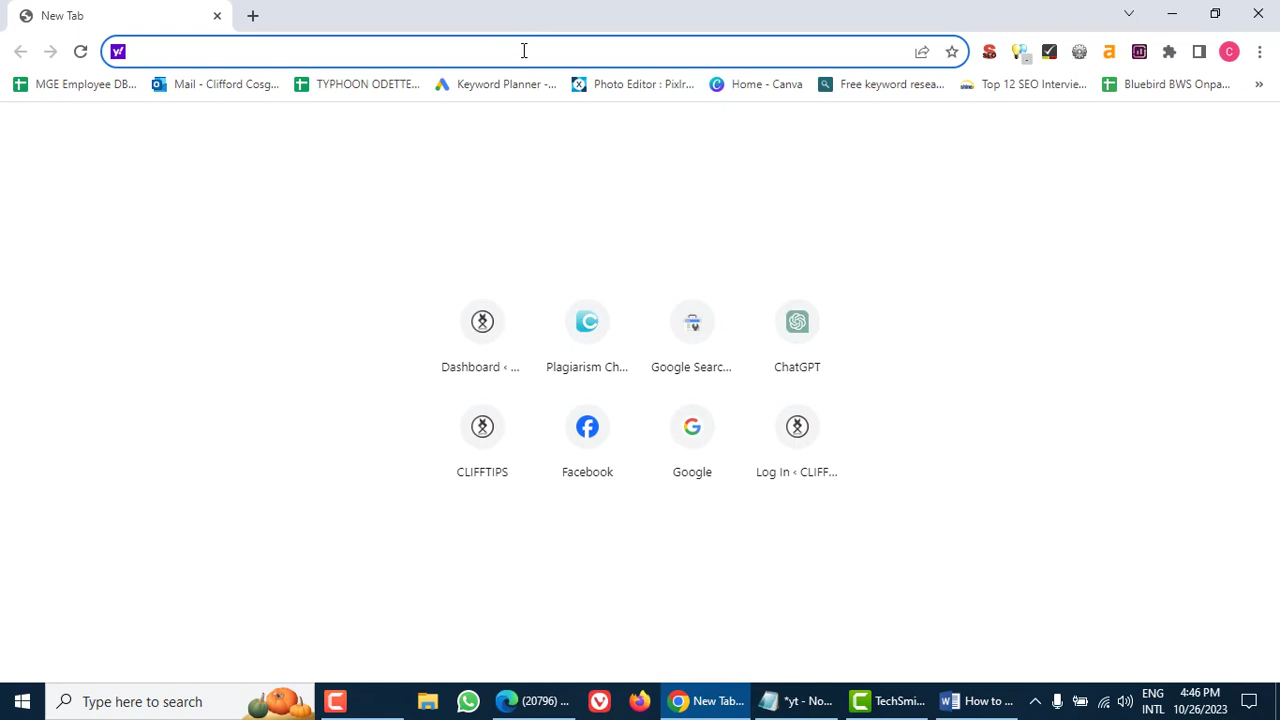 New Tab
y!
MGE Employee DB... Mail - Clifford Cosg... TYPHOON ODETTE... Keyword Planner -... Photo Editor : Pixlr... Home - Canva Free keyword resea... Top 12 SEO Intervie... Bluebird BWS Onpa... »
Dashboard ‹ ... Plagiarism Ch... Google Searc... ChatGPT
CLIFFTIPS Facebook Google Log In ‹ CLIFF...
Type here to search (20796) ... New Tab... *yt - No... TechSmi... How to ... ENG INTL 4:46 PM 10/26/2023